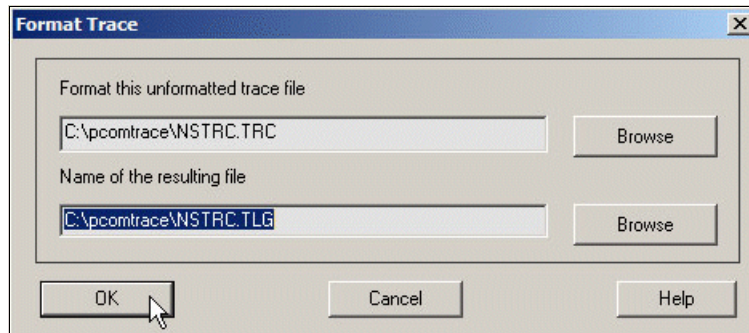 Format Trace
Format this unformatted trace file
C:\pcomtrace\NSTRC.TRC
Browse
Name of the resulting file
C:\pcomtrace\NSTRC.TLG
Browse
OK
Cancel
Help